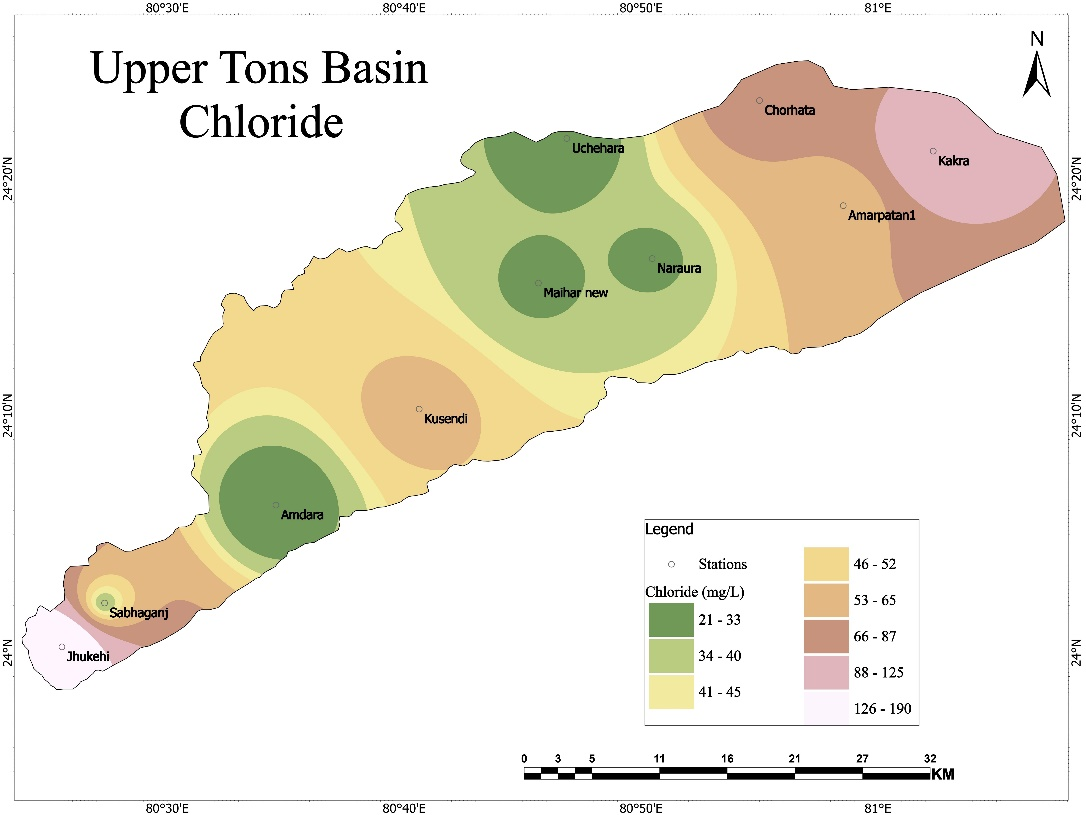 80°30'E 80°40'E 80°50'E 81°E
Upper Tons Basin
Chloride
N
24°20'N 24°20'N
24°10'N 24°10'N
24°N 24°N
Chorhata
Uchehara
Kakra
Amarpatan1
Naraura
Maihar new
Kusendi
Amdara
Sabhaganj
Jhukehi
Legend
Stations
Chloride (mg/L)
21 - 33
34 - 40
41 - 45
46 - 52
53 - 65
66 - 87
88 - 125
126 - 190
0 3 5 11 16 21 27 32
KM
80°30'E 80°40'E 80°50'E 81°E